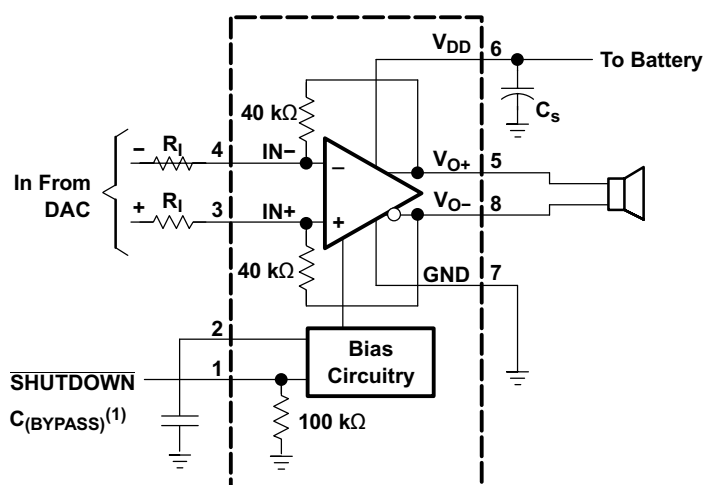 VDD
6
To Battery
Cs
40 kΩ
− RI 4 IN−
−
VO+ 5
In From
DAC
+ RI 3 IN+
+
VO− 8
40 kΩ
GND 7
2
Bias
Circuitry
1
SHUTDOWN
C(BYPASS)(1)
100 kΩ